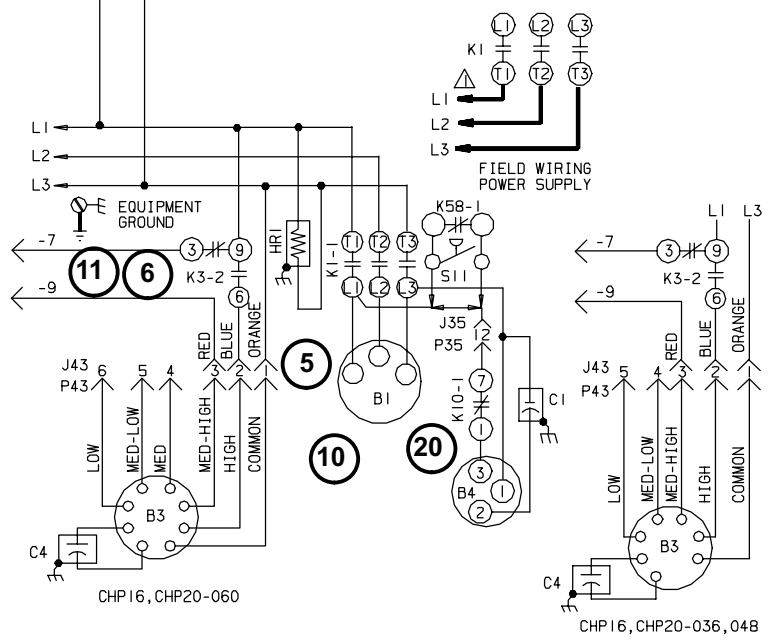 L1 L2 L3
K1
T1 T2 T3
1
L1
L2
L3
FIELD WIRING
POWER SUPPLY
L1
L2
L3
EQUIPMENT
GROUND
-7
3
9
11
6
K3-2
6
-9
HR1
K1-1
T1 T2 T3
L1 L2 L3
K58-1
S11
J35
P35
12
5
B1
10
K10-1
7
1
20
C1
B4
3
1
2
RED
BLUE
ORANGE
J43
P43
6 5 4 3 2 1
LOW
MED-LOW
MED
MED-HIGH
HIGH
COMMON
B3
C4
CHP16,CHP20-060
L1 L3
-7
3
9
K3-2
6
-9
RED
BLUE
ORANGE
J43
P43
5 4 3 2 1
LOW
MED-LOW
MED-HIGH
HIGH
COMMON
B3
C4
CHP16,CHP20-036,048